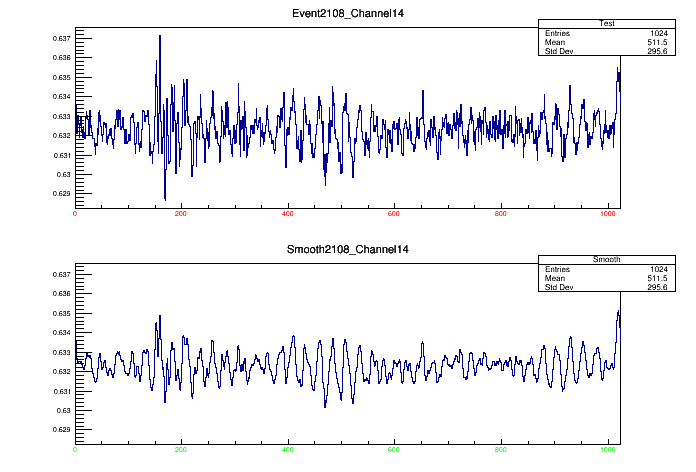 Event2108_Channel14
Test
Entries 1024
Mean 511.5
Std Dev 295.6
0.637
0.636
0.635
0.634
0.633
0.632
0.631
0.63
0.629
0 200 400 600 800 1000
Smooth2108_Channel14
Smooth
Entries 1024
Mean 511.5
Std Dev 295.6
0.637
0.636
0.635
0.634
0.633
0.632
0.631
0.63
0.629
0 200 400 600 800 1000